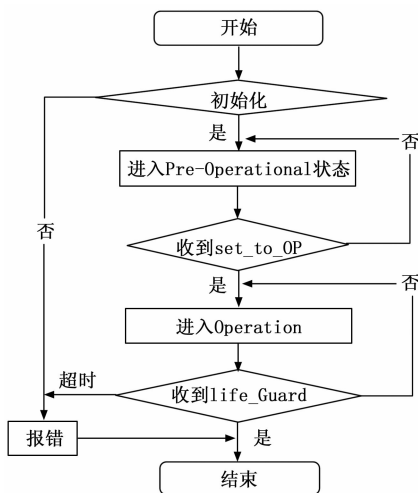 开始
初始化
是
否
进入Pre-Operational状态
否
收到set_to_OP
是
否
进入Operation
超时
收到life_Guard
报错
是
结束